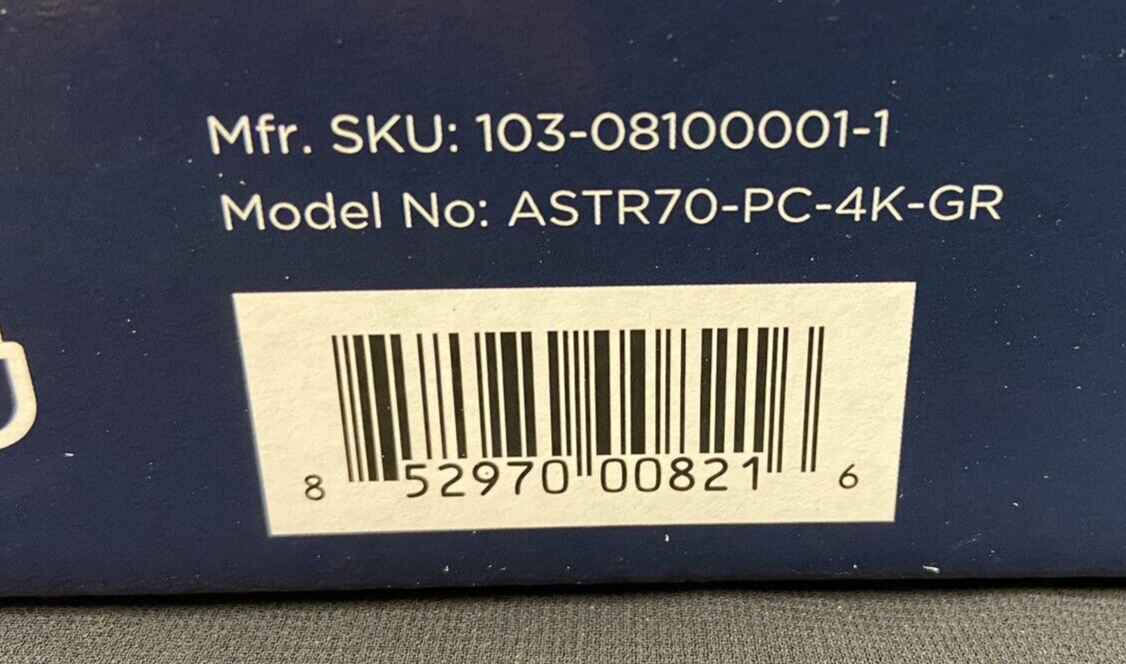 Mfr. SKU: 103-08100001-1
Model No: ASTR70-PC-4K-GR
8 52970 00821 6